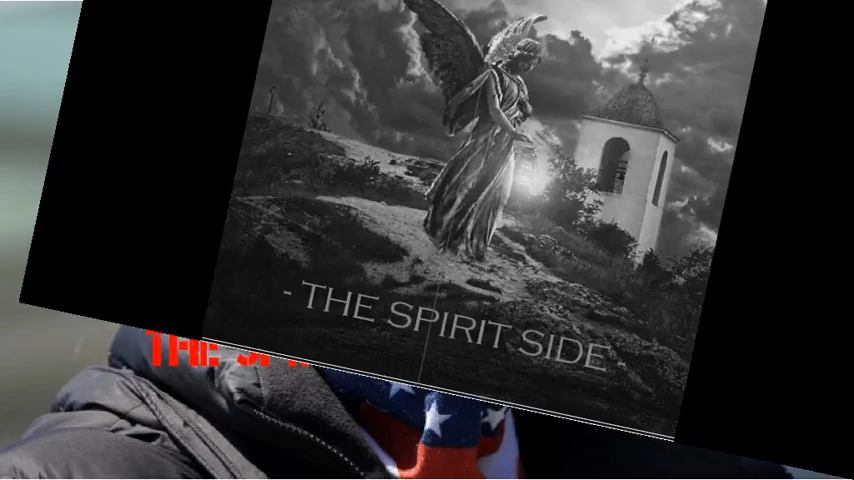 - THE SPIRIT SIDE -